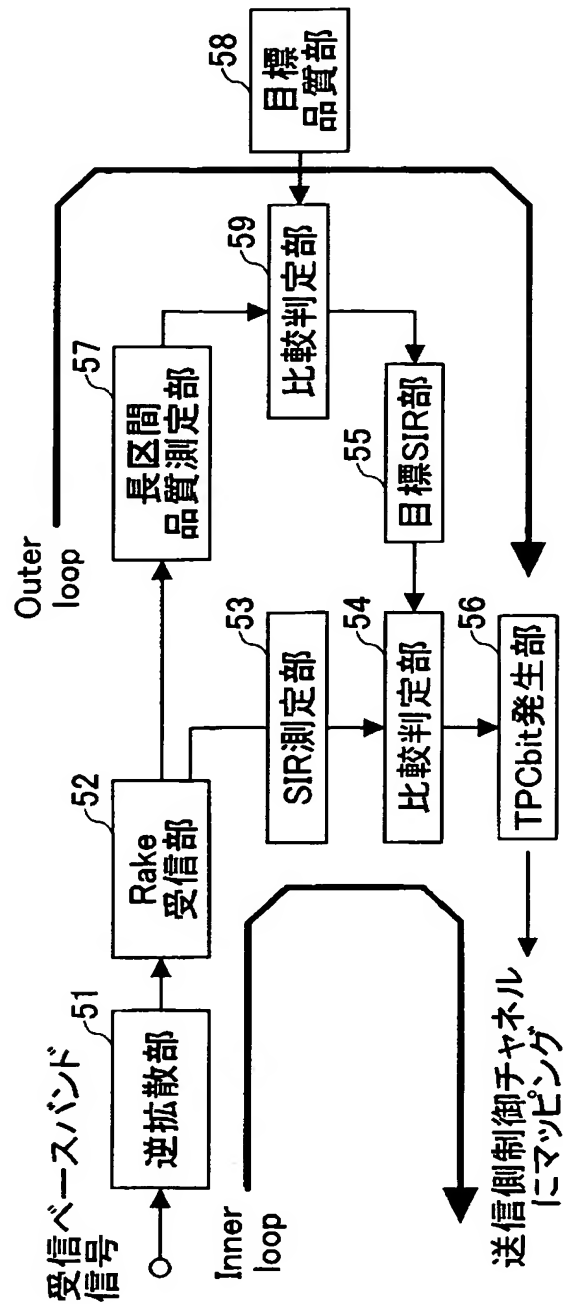 受信ベースバンド
信号
51
逆拡散部
52
Rake
受信部
Outer
loop
57
長区間
品質測定部
59
比較判定部
58
目標
品質部
55
目標SIR部
53
SIR測定部
54
比較判定部
56
TPCbit発生部
Inner
loop
送信側制御チャネル
にマッピング